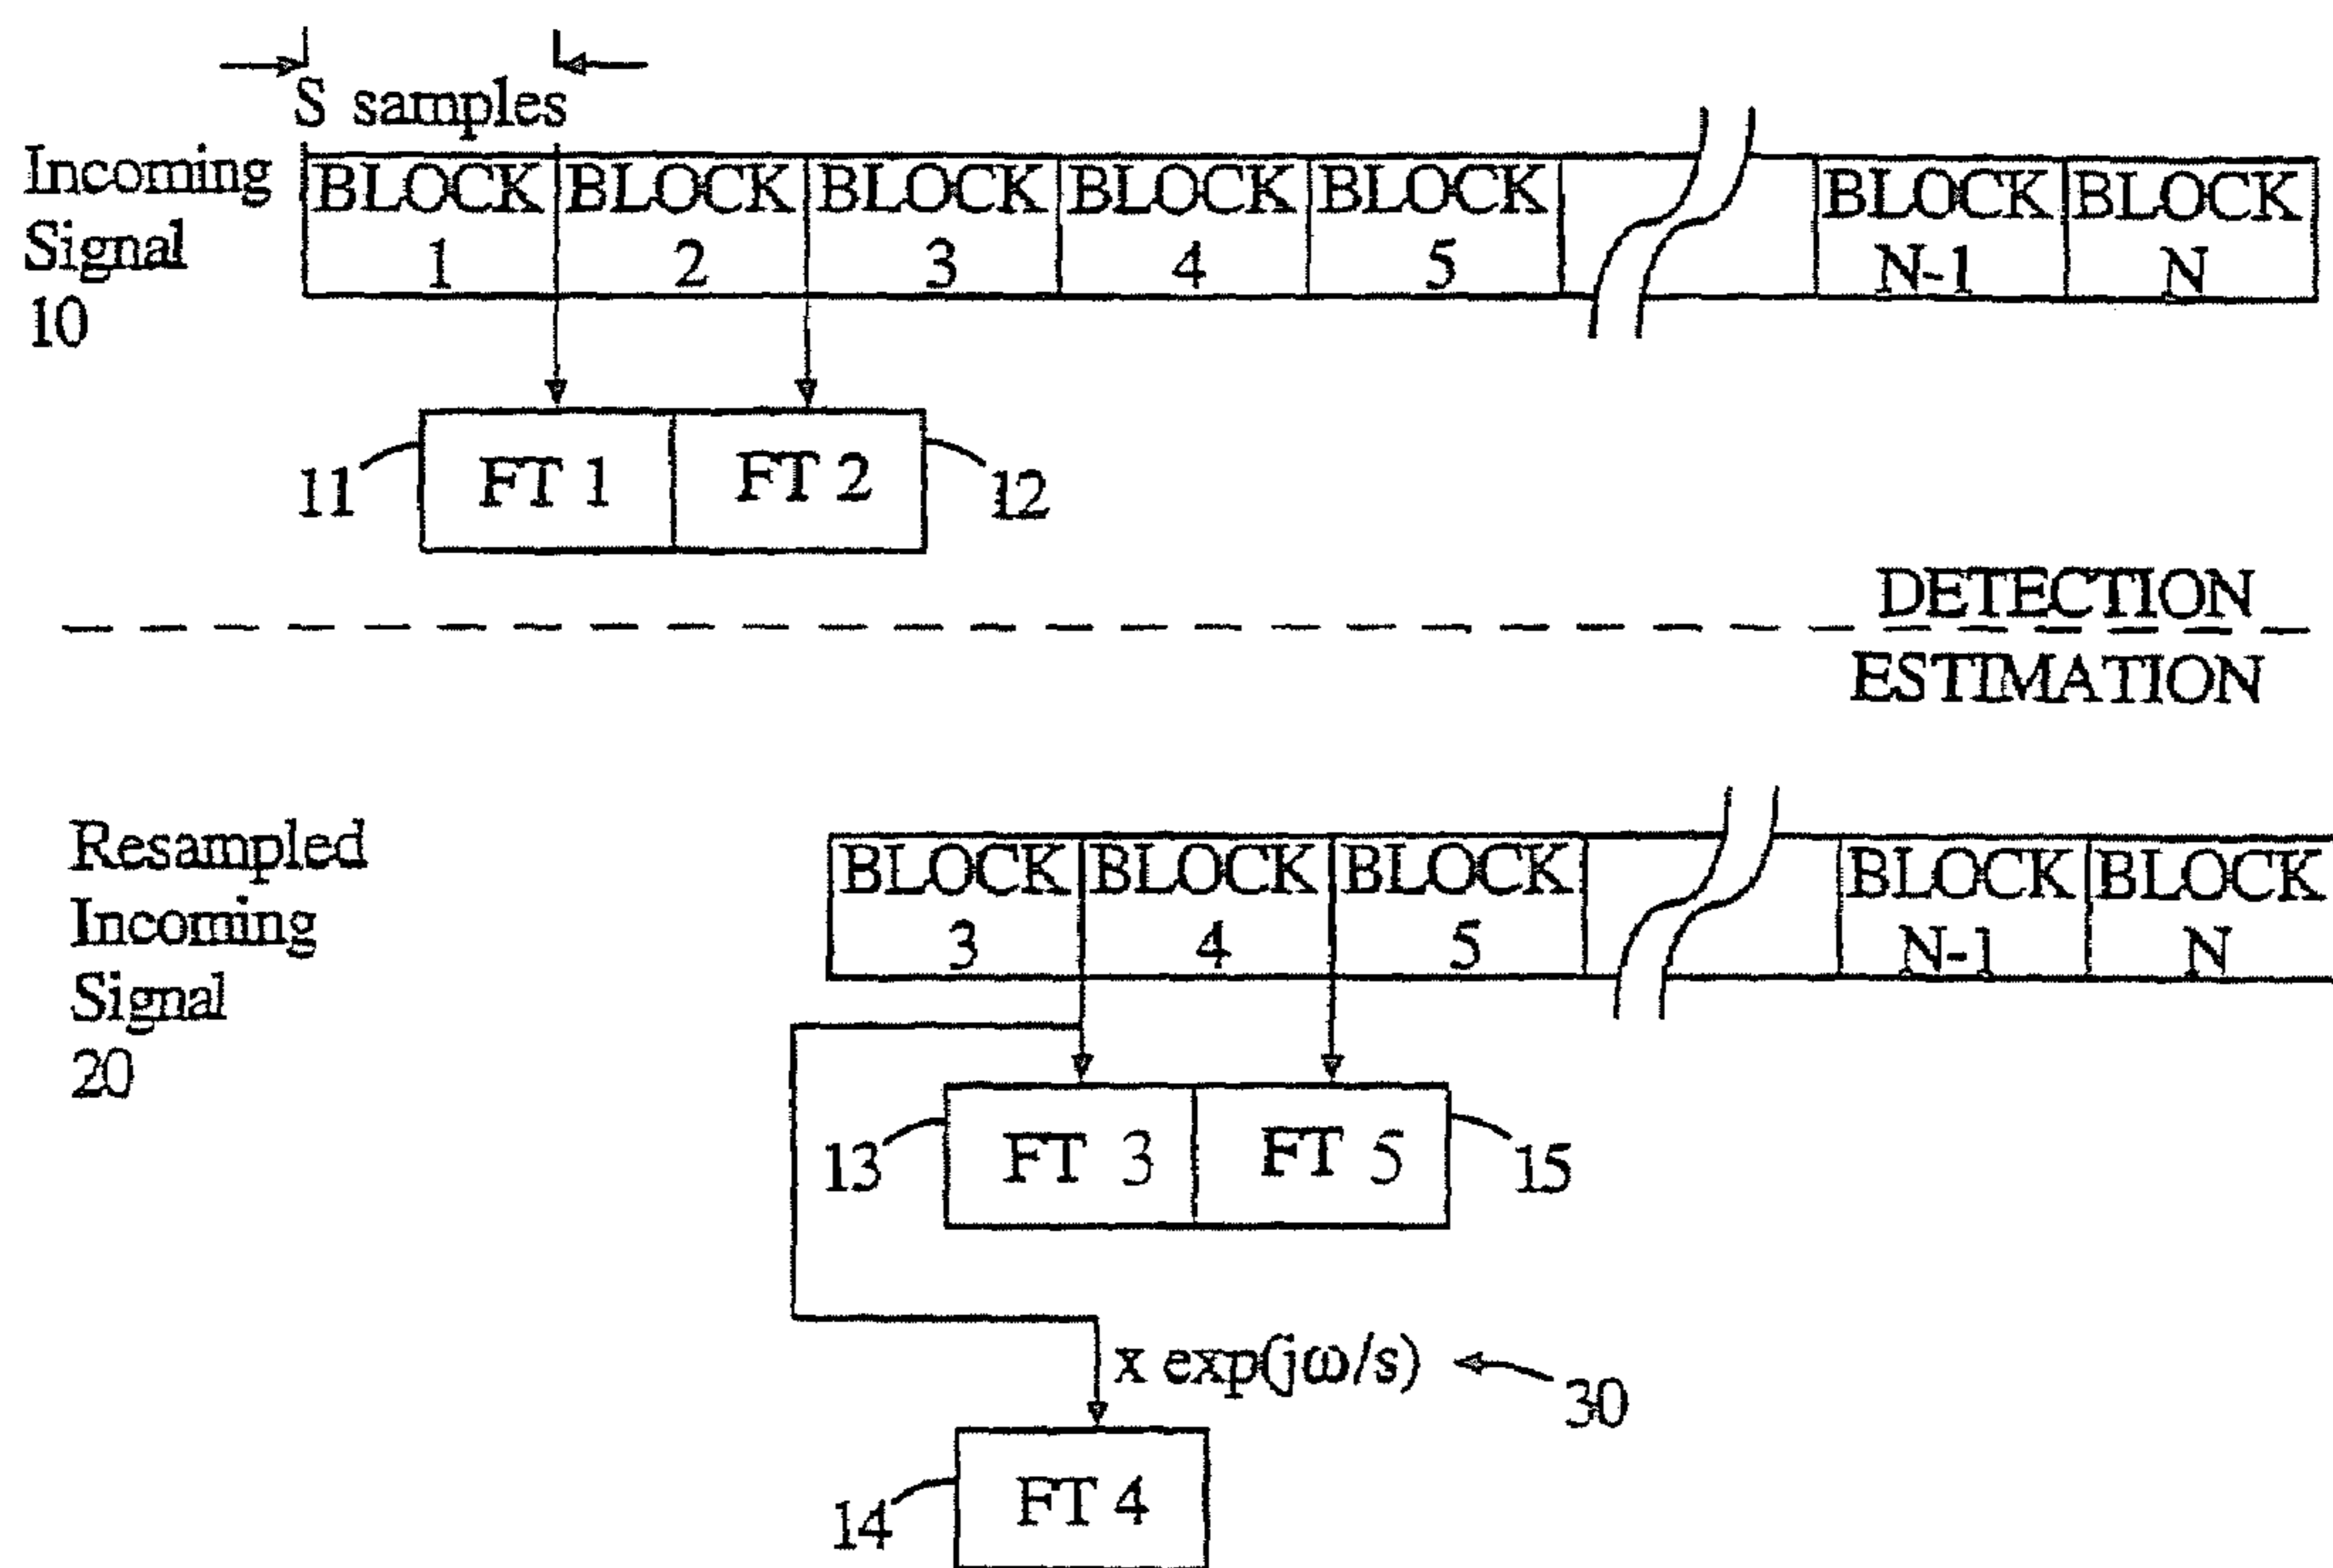 S samples
Incoming
Signal
10
BLOCK
1
BLOCK
2
BLOCK
3
BLOCK
4
BLOCK
5
BLOCK
N-1
BLOCK
N
11
FT 1
FT 2
12
DETECTION
ESTIMATION
Resampled
Incoming
Signal
20
BLOCK
3
BLOCK
4
BLOCK
5
BLOCK
N-1
BLOCK
N
13
FT 3
FT 5
15
x exp(jω/s)
30
14
FT 4